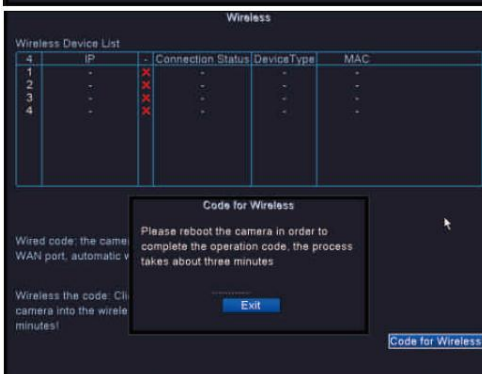 Wireless
Wireless Device List
4 IP - Connection Status DeviceType MAC
1 - - - -
2 - - - -
3 - - - -
4 - - - -
Code for Wireless
Please reboot the camera in order to
complete the operation code, the process
takes about three minutes
Exit
Wired code: the came
WAN port, automatic w
Wireless the code: Cli
camera into the wirele
minutes!
Code for Wireless